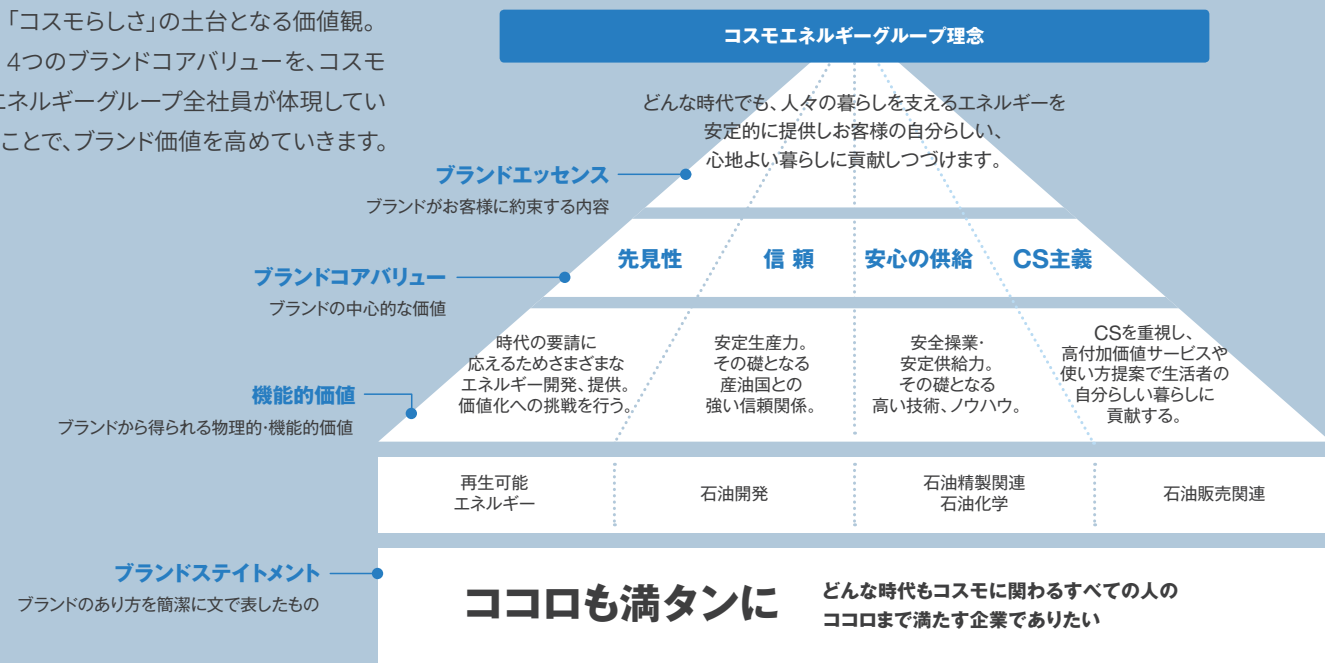 「コスモらしさ」の土台となる価値観。
4つのブランドコアバリューを、コスモ
エネルギーグループ全社員が体現してい
ことで、ブランド価値を高めていきます。
コスモエネルギーグループ理念
どんな時代でも、人々の暮らしを支えるエネルギーを
安定的に提供しお客様の自分らしい、
心地よい暮らしに貢献しつづけます。
ブランドエッセンス
ブランドがお客様に約束する内容
ブランドコアバリュー
ブランドの中心的な価値
先見性
信 頼
安心の供給
CS主義
機能的価値
ブランドから得られる物理的・機能的価値
時代の要請に
応えるためさまざまな
エネルギー開発、提供。
価値化への挑戦を行う。
安定生産力。
その礎となる
産油国との
強い信頼関係。
安全操業・
安定供給力。
その礎となる
高い技術、ノウハウ。
CSを重視し、
高付加価値サービスや
使い方提案で生活者の
自分らしい暮らしに
貢献する。
再生可能
エネルギー
石油開発
石油精製関連
石油化学
石油販売関連
ブランドステイトメント
ブランドのあり方を簡潔に文で表したもの
ココロも満タンに
どんな時代もコスモに関わるすべての人の
ココロまで満たす企業でありたい